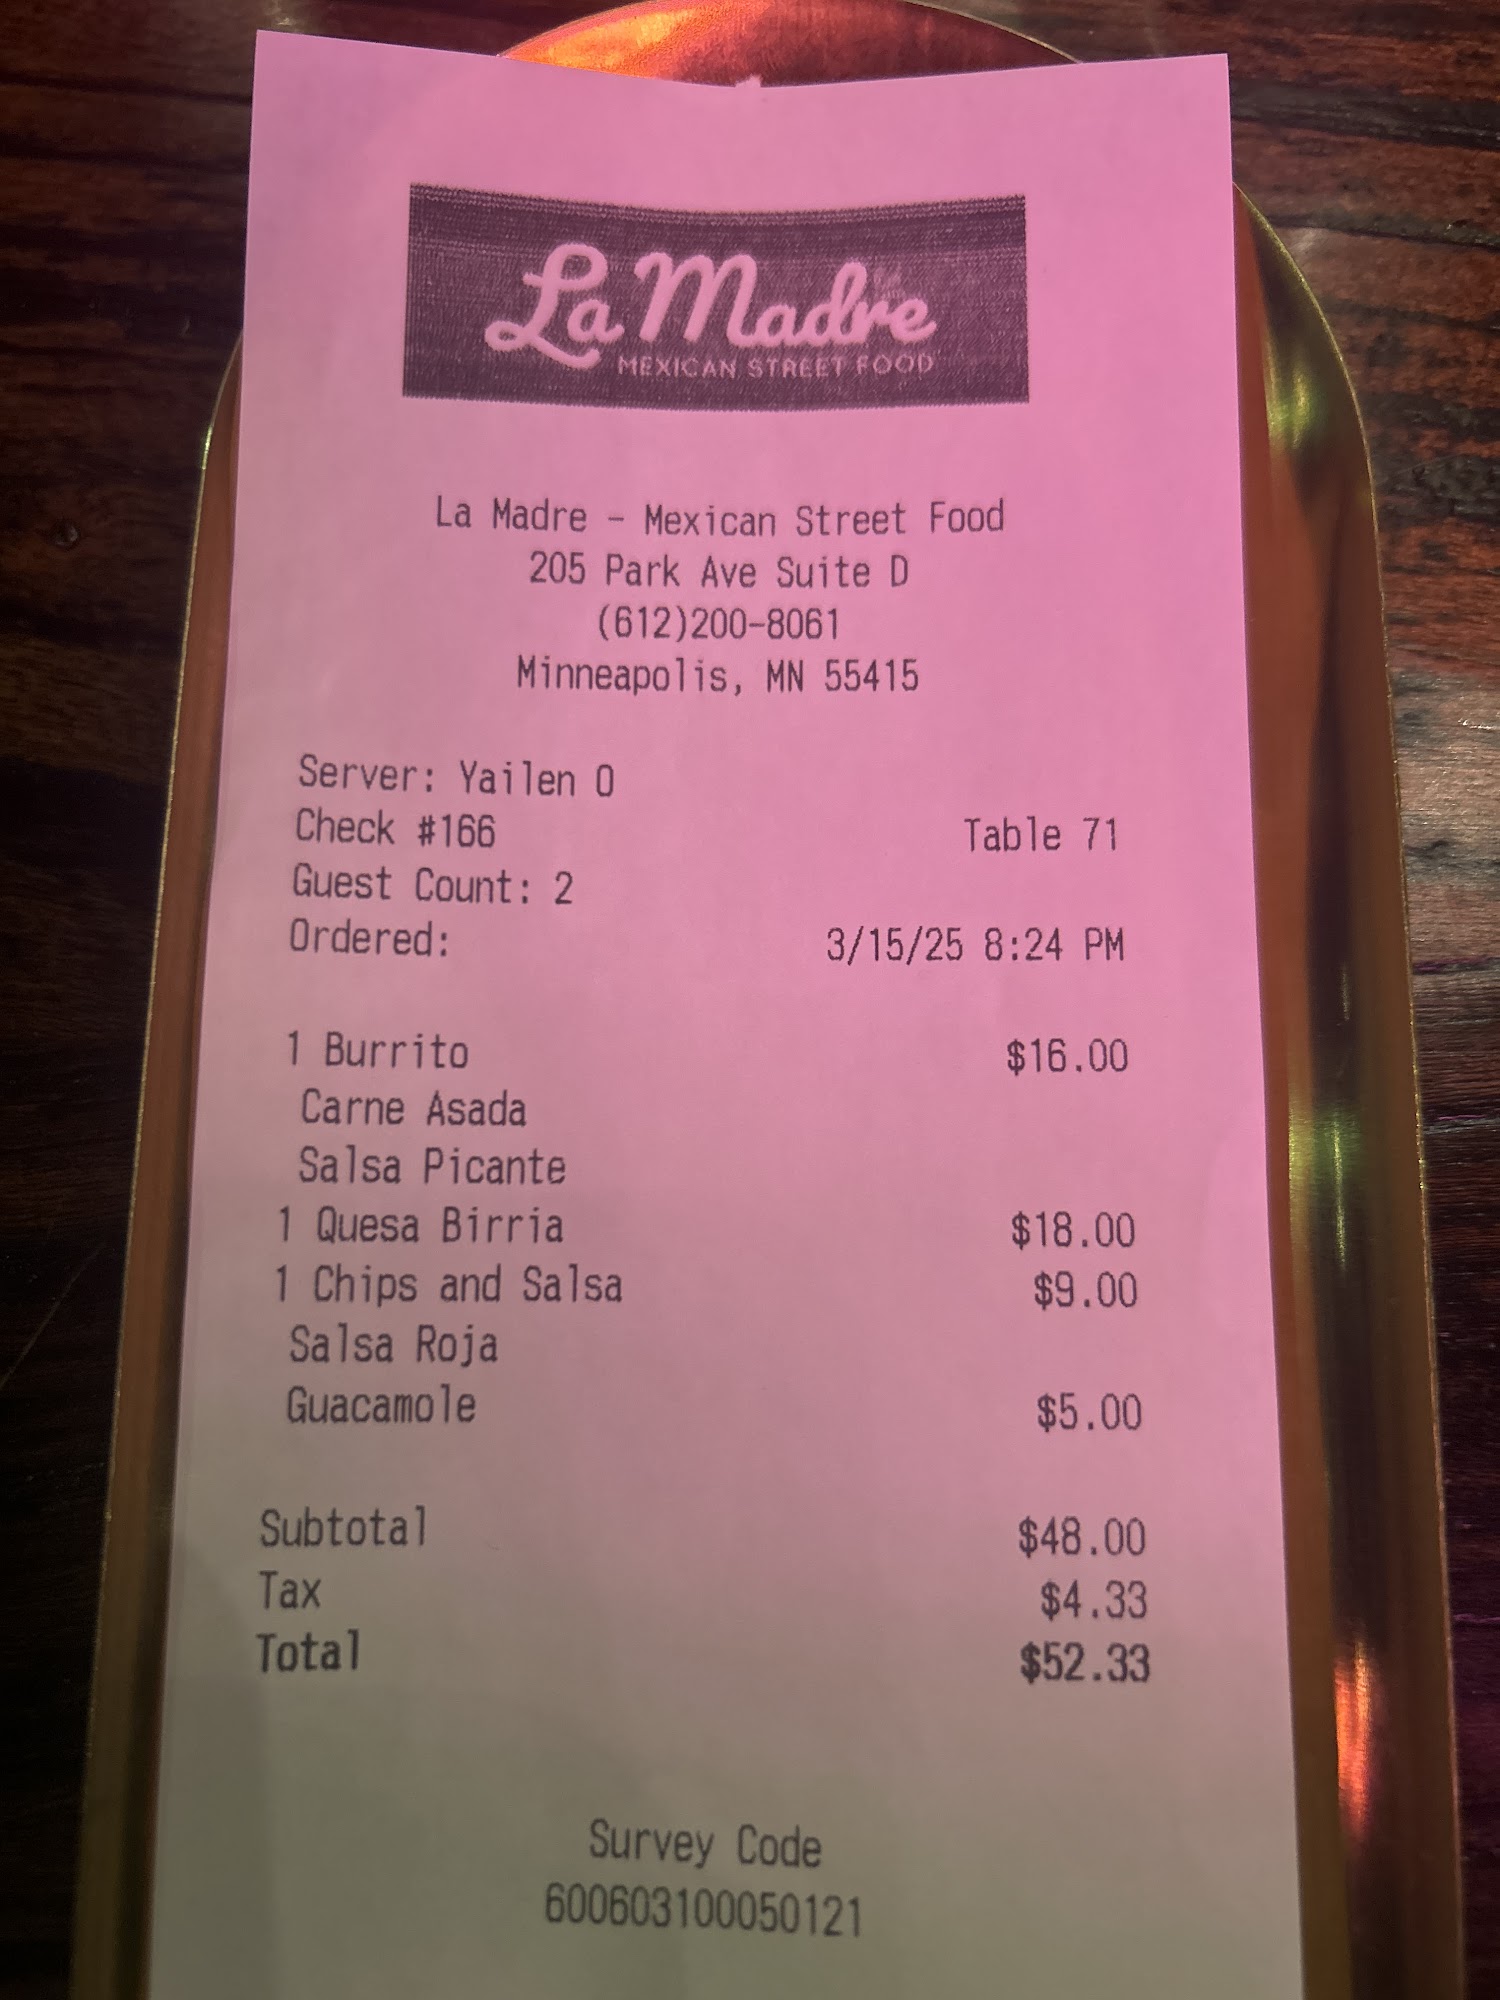 La Madre
MEXICAN STREET FOOD
La Madre - Mexican Street Food
205 Park Ave Suite D
(612)200-8061
Minneapolis, MN 55415
Server: Yailen O
Check #166 Table 71
Guest Count: 2
Ordered: 3/15/25 8:24 PM
1 Burrito $16.00
Carne Asada
Salsa Picante
1 Quesa Birria $18.00
1 Chips and Salsa $9.00
Salsa Roja
Guacamole $5.00
Subtotal $48.00
Tax $4.33
Total $52.33
Survey Code
600603100050121